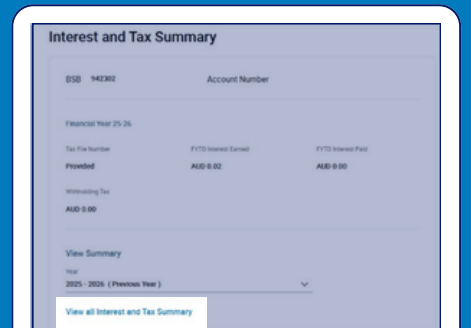 Interest and Tax Summary
BSB 942302 Account Number
Financial Year 25-26
Tax File Number FYTD Interest Earned FYTD Interest Paid
Provided AUD 0.02 AUD 0.00
Withholding Tax
AUD 0.00
View Summary
Year
2025 - 2026 ( Previous Year )
View all Interest and Tax Summary